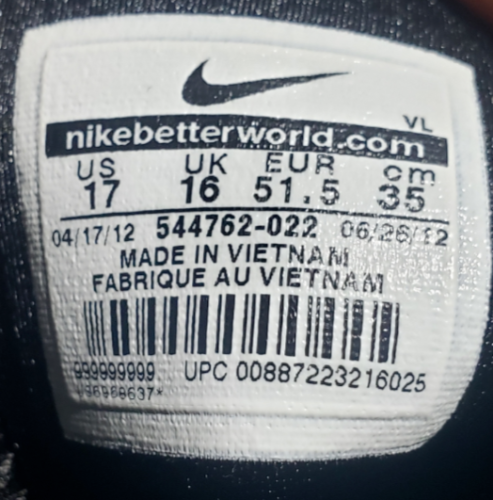 VL
nikebetterworld.com
US UK EUR cm
17 16 51.5 35
04/17/12 544762-022 06/26/12
MADE IN VIETNAM
FABRIQUE AU VIETNAM
999999999 UPC 00887223216025